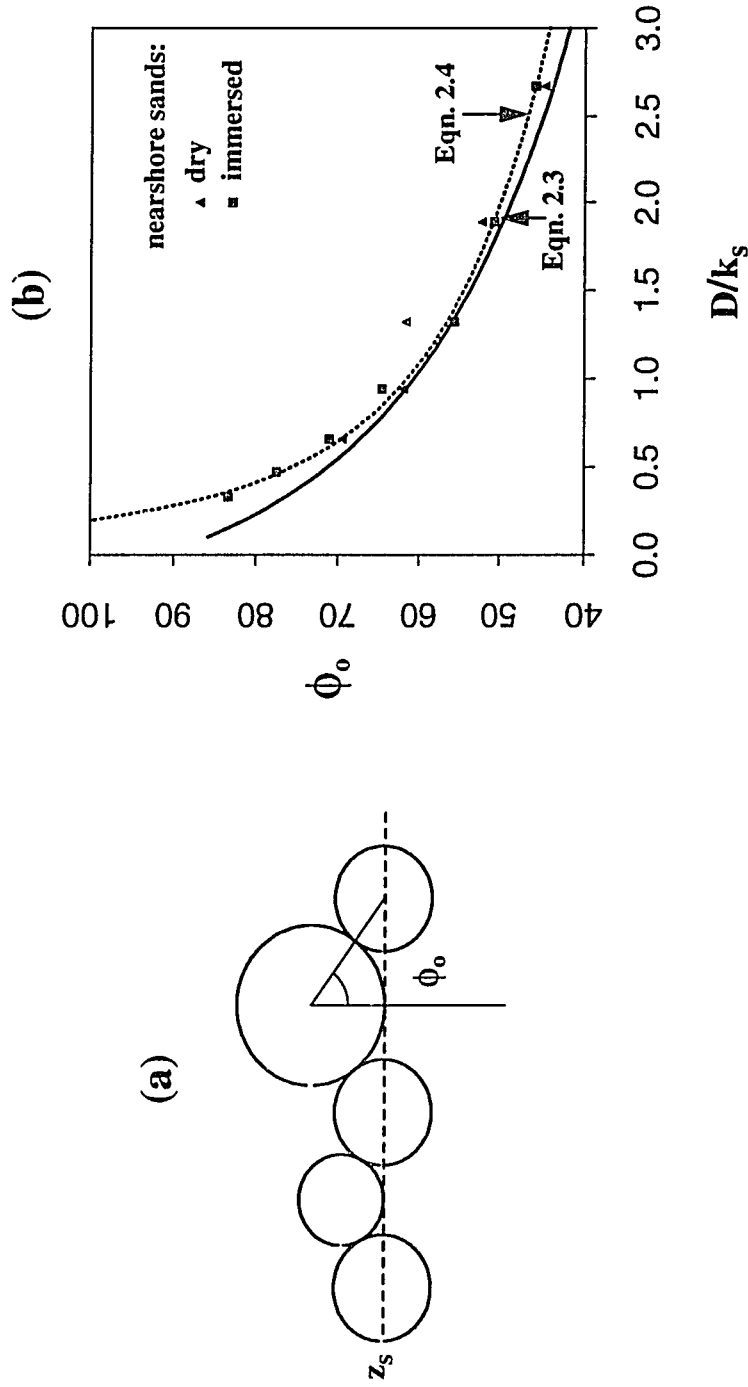 (a)
z_s
ϕ_o
(b)
100
90
80
70
60
50
40
ϕ_o
nearshore sands:
▲ dry
■ immersed
Eqn. 2.4
Eqn. 2.3
0.0 0.5 1.0 1.5 2.0 2.5 3.0
D/k_s